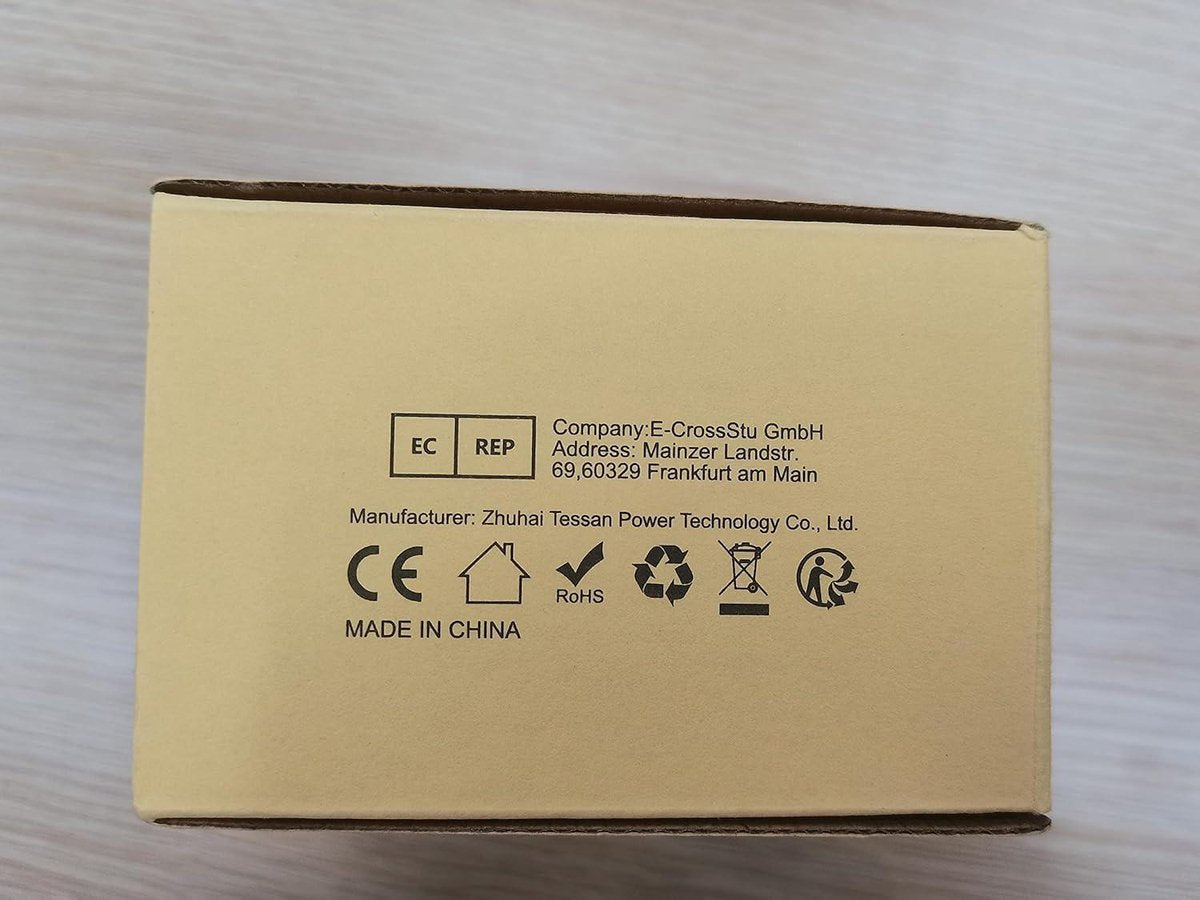 EC REP
Company:E-CrossStu GmbH
Address: Mainzer Landstr.
69,60329 Frankfurt am Main
Manufacturer: Zhuhai Tessan Power Technology Co., Ltd.
CE
RoHS
MADE IN CHINA